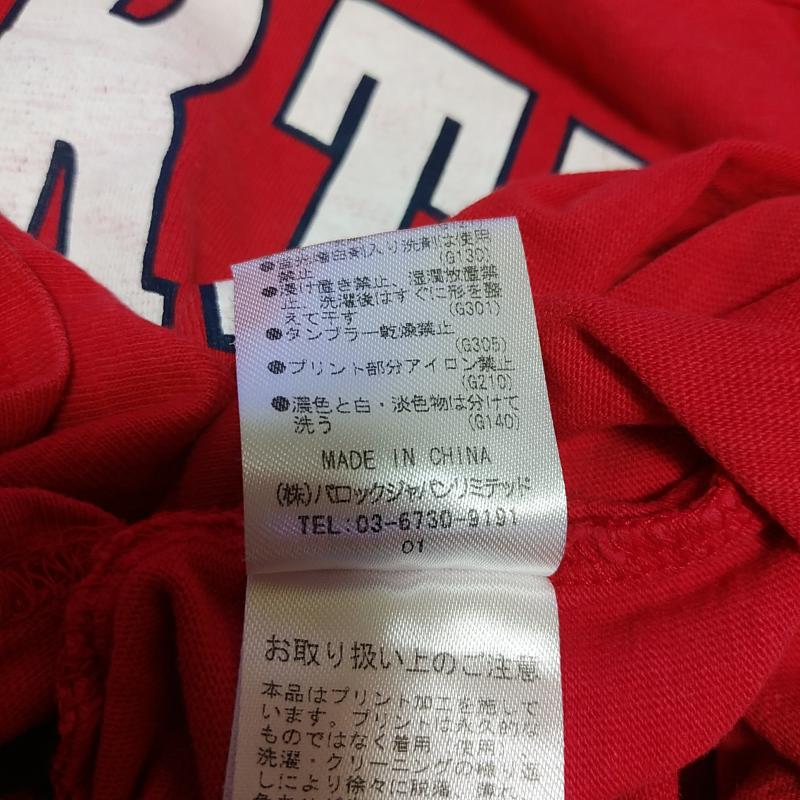 RT
●蛍光増白剤入り洗剤は使用
禁止 (G130)
●漬け置き禁止、湿潤放置禁
止、洗濯後はすぐに形を整
えて干す (G301)
●タンブラー乾燥禁止
(G305)
●プリント部分アイロン禁止
(G210)
●濃色と白・淡色物は分けて
洗う (G140)
MADE IN CHINA
(株)バロックジャパンリミテッド
TEL:03-6730-9191
01
お取り扱い上のご注意
本品はプリント加工を施して
います。プリントは永久的な
ものではなく着用（使用）
洗濯・クリーニングの繰り返
しにより徐々に脱落、薄れ、